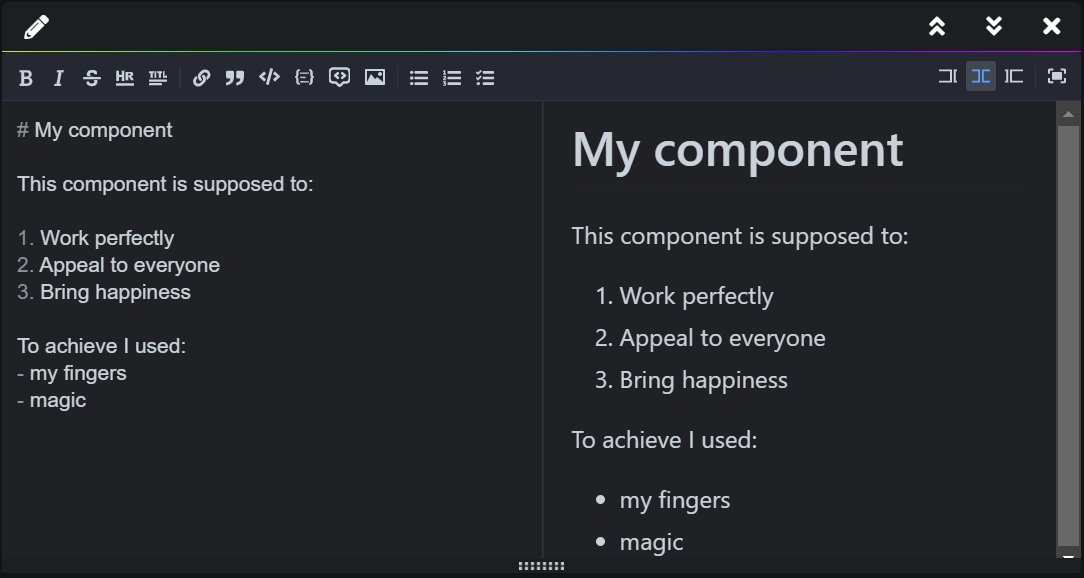 B I S HR TITL
# My component
This component is supposed to:
1. Work perfectly
2. Appeal to everyone
3. Bring happiness
To achieve I used:
- my fingers
- magic
My component
This component is supposed to:
1. Work perfectly
2. Appeal to everyone
3. Bring happiness
To achieve I used:
• my fingers
• magic